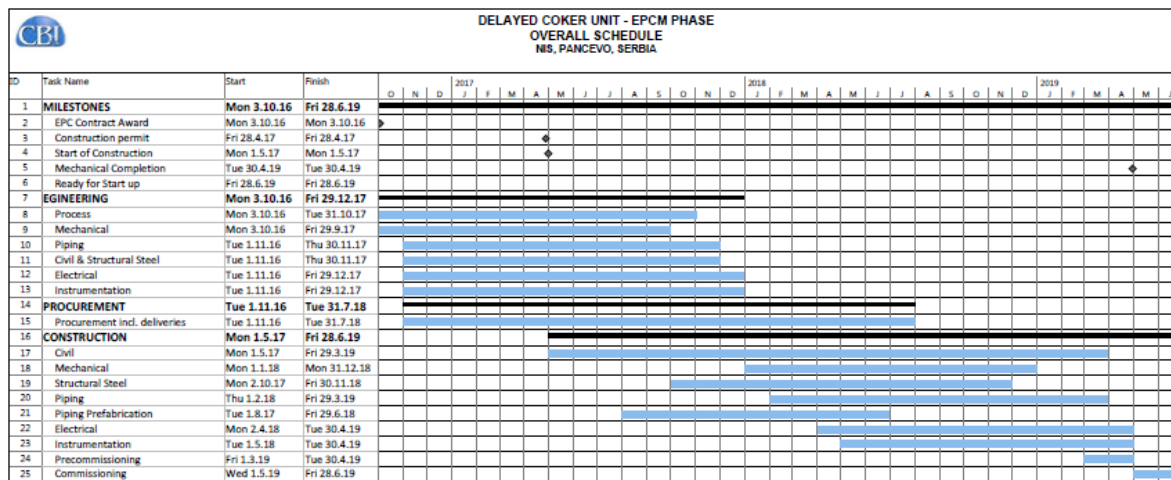 CBI
DELAYED COKER UNIT - EPCM PHASE
OVERALL SCHEDULE
NIS, PANCEVO, SERBIA
ID Task Name Start Finish 2017 2018 2019
O N D J F M A M J J A S O N D J F M A M J J A S O N D J F M A M J
1 MILESTONES Mon 3.10.16 Fri 28.6.19
2 EPC Contract Award Mon 3.10.16 Mon 3.10.16
3 Construction permit Fri 28.4.17 Fri 28.4.17
4 Start of Construction Mon 1.5.17 Mon 1.5.17
5 Mechanical Completion Tue 30.4.19 Tue 30.4.19
6 Ready for Start up Fri 28.6.19 Fri 28.6.19
7 EGINEERING Mon 3.10.16 Fri 29.12.17
8 Process Mon 3.10.16 Tue 31.10.17
9 Mechanical Mon 3.10.16 Fri 29.9.17
10 Piping Tue 1.11.16 Thu 30.11.17
11 Civil & Structural Steel Tue 1.11.16 Thu 30.11.17
12 Electrical Tue 1.11.16 Fri 29.12.17
13 Instrumentation Tue 1.11.16 Fri 29.12.17
14 PROCUREMENT Tue 1.11.16 Tue 31.7.18
15 Procurement incl. deliveries Tue 1.11.16 Tue 31.7.18
16 CONSTRUCTION Mon 1.5.17 Fri 28.6.19
17 Civil Mon 1.5.17 Fri 29.3.19
18 Mechanical Mon 1.1.18 Mon 31.12.18
19 Structural Steel Mon 2.10.17 Fri 30.11.18
20 Piping Thu 1.2.18 Fri 29.3.19
21 Piping Prefabrication Tue 1.8.17 Fri 29.6.18
22 Electrical Mon 2.4.18 Tue 30.4.19
23 Instrumentation Tue 1.5.18 Tue 30.4.19
24 Precommissioning Fri 1.3.19 Tue 30.4.19
25 Commissioning Wed 1.5.19 Fri 28.6.19